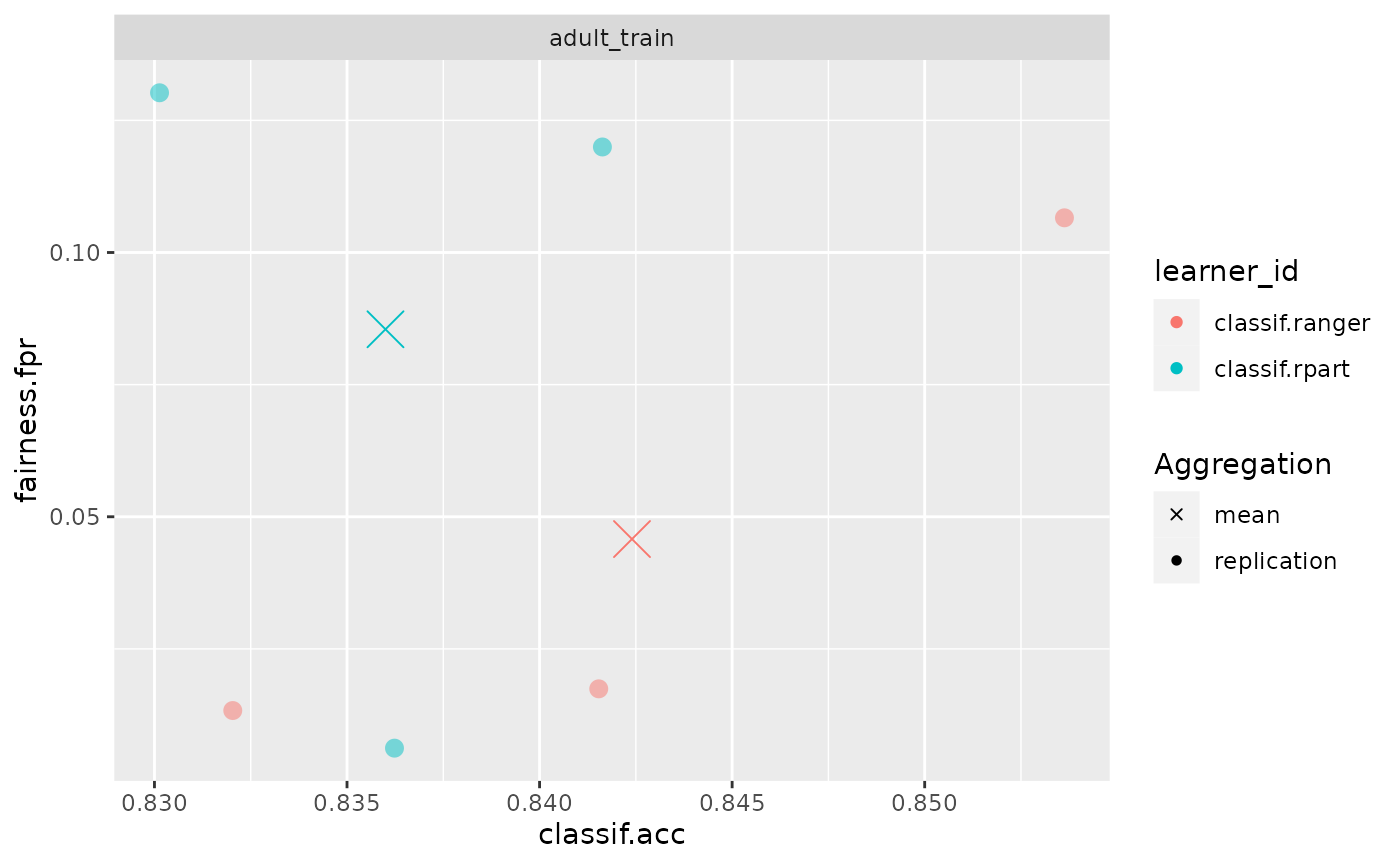 adult_train
0.10
0.05
fairness.fpr
0.830
0.835
0.840
0.845
0.850
classif.acc
learner_id
classif.ranger
classif.rpart
Aggregation
mean
replication